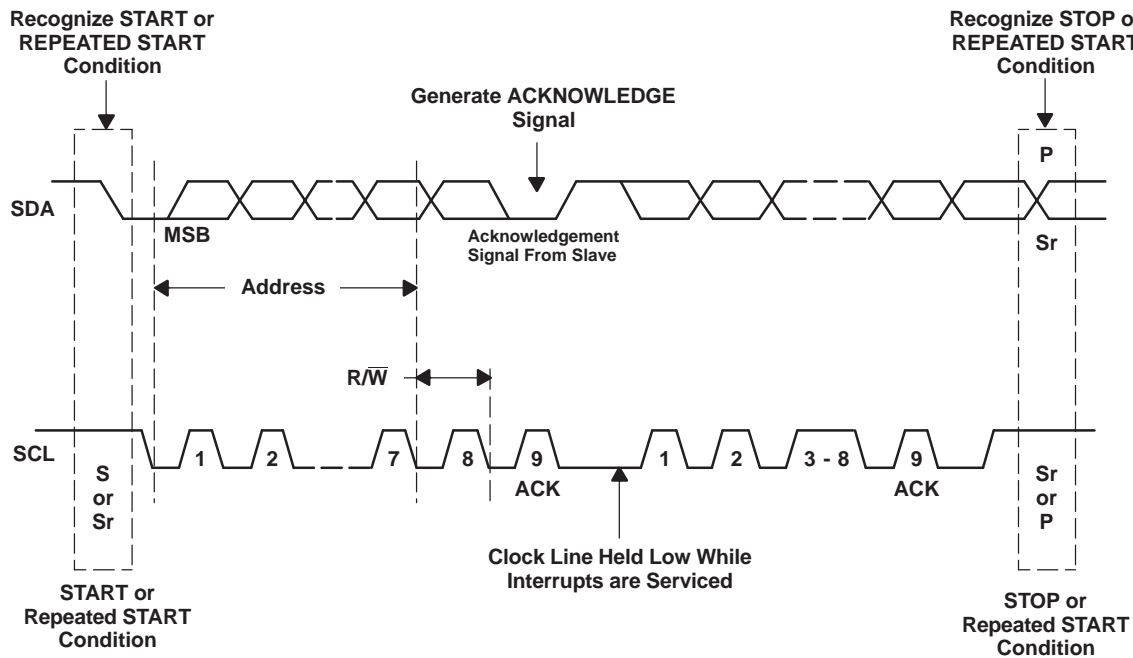 Recognize START or
REPEATED START
Condition
Recognize STOP o
REPEATED START
Condition
Generate ACKNOWLEDGE
Signal
P
SDA
MSB
Acknowledgement
Signal From Slave
Sr
Address
R/W̅
SCL
1
2
7
8
9
1
2
3 - 8
9
ACK
ACK
S
or
Sr
Sr
or
P
Clock Line Held Low While
Interrupts are Serviced
START or
Repeated START
Condition
STOP or
Repeated START
Condition